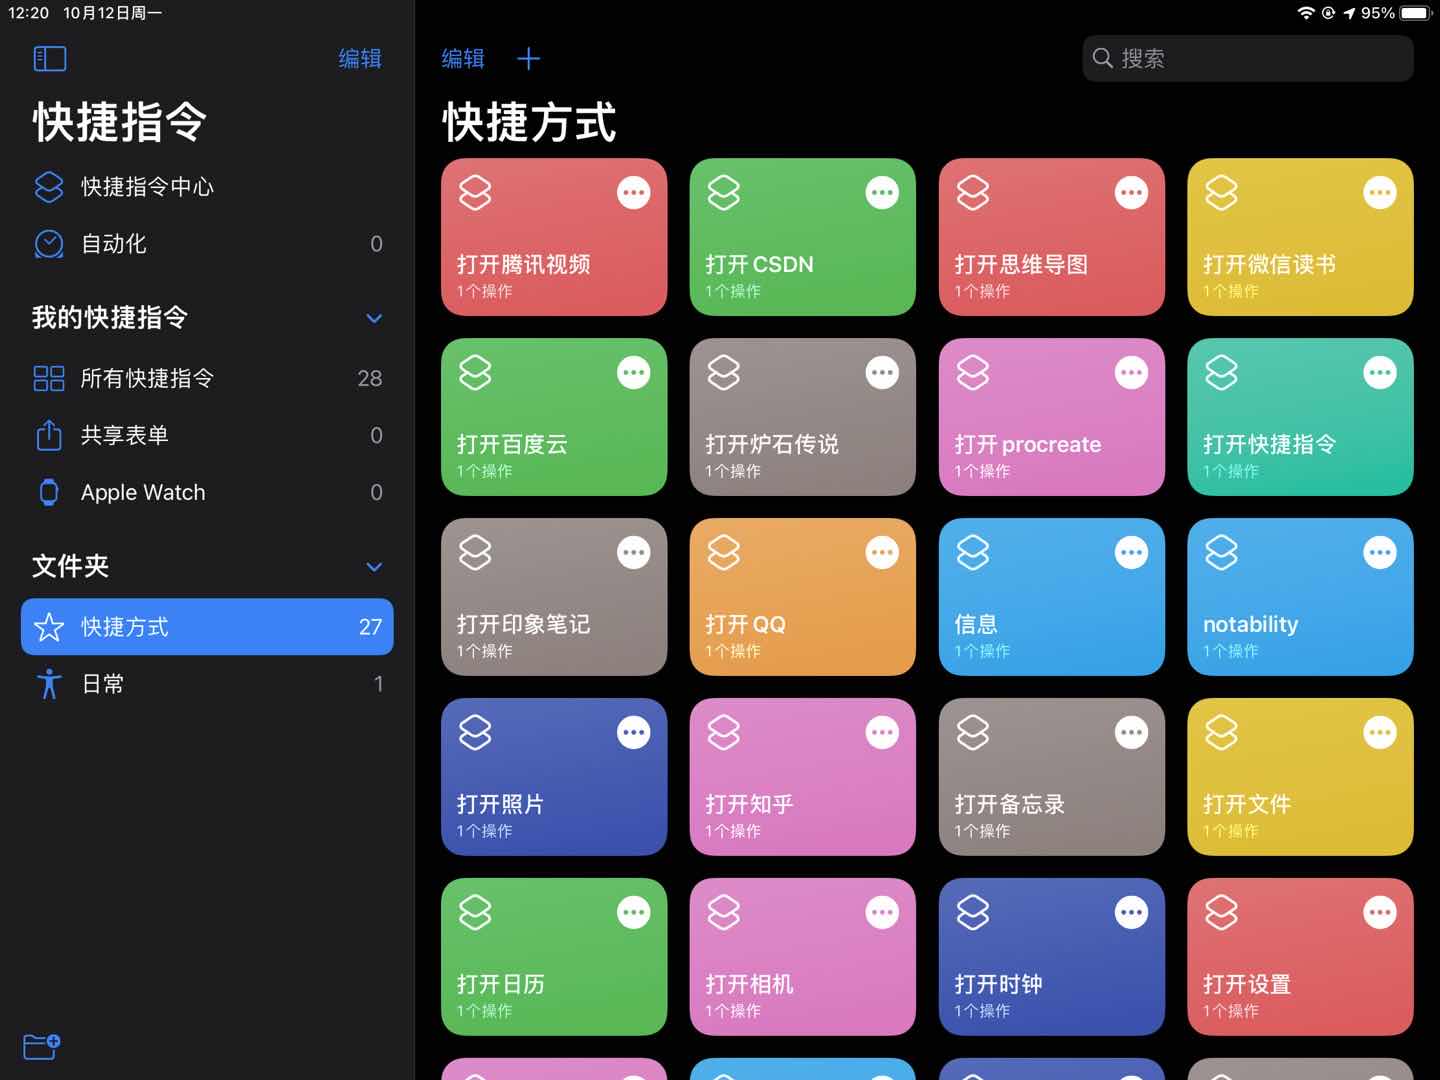 12:20 10月12日周一
95%
编辑
快捷指令
快捷指令中心
自动化 0
我的快捷指令
所有快捷指令 28
共享表单 0
Apple Watch 0
文件夹
快捷方式 27
日常 1
编辑
搜索
快捷方式
打开腾讯视频
1个操作
打开 CSDN
1个操作
打开思维导图
1个操作
打开微信读书
1个操作
打开百度云
1个操作
打开炉石传说
1个操作
打开 procreate
1个操作
打开快捷指令
1个操作
打开印象笔记
1个操作
打开 QQ
1个操作
信息
1个操作
notability
1个操作
打开照片
1个操作
打开知乎
1个操作
打开备忘录
1个操作
打开文件
1个操作
打开日历
1个操作
打开相机
1个操作
打开时钟
1个操作
打开设置
1个操作